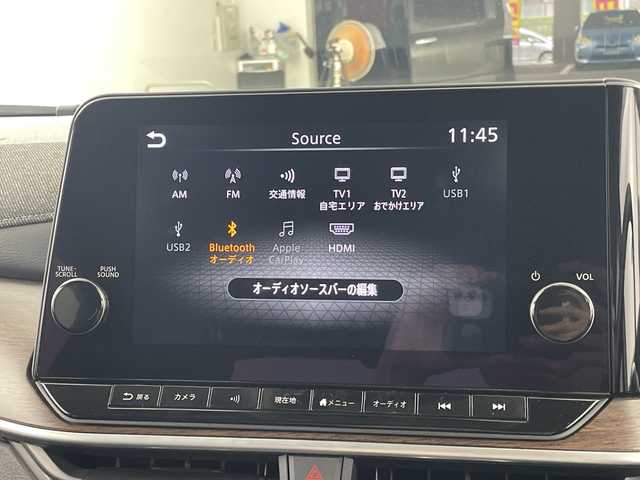 Source
11:45
AM
FM
交通情報
TV1
自宅エリア
TV2
おでかけエリア
USB1
USB2
Bluetooth
オーディオ
Apple
CarPlay
HDMI
オーディオソースバーの編集
TUNE-
SCROLL
PUSH
SOUND
VOL
戻る
カメラ
現在地
メニュー
オーディオ